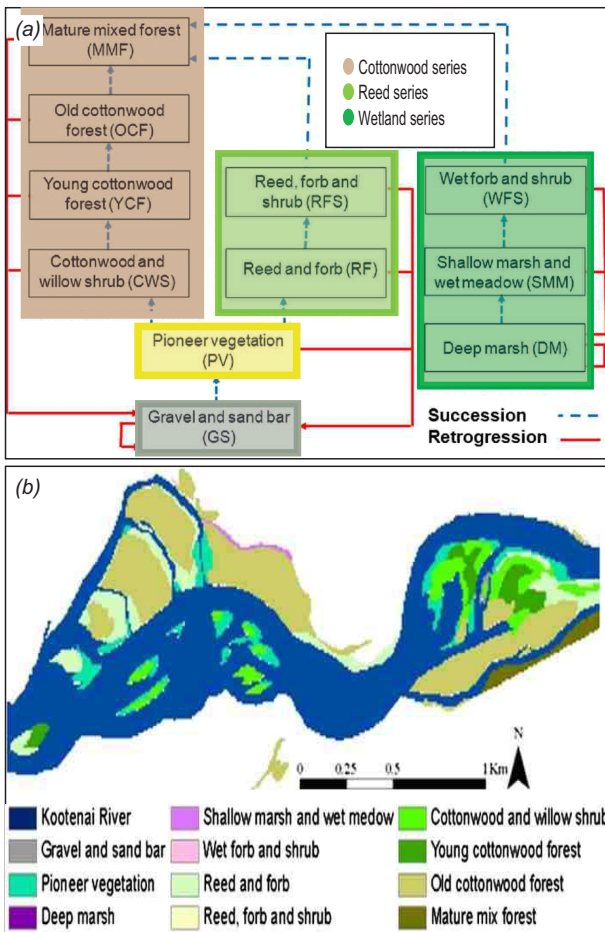 (a)
Mature mixed forest
(MMF)
Cottonwood series
Reed series
Wetland series
Old cottonwood
forest (OCF)
Young cottonwood
forest (YCF)
Reed, forb and
shrub (RFS)
Wet forb and shrub
(WFS)
Cottonwood and
willow shrub (CWS)
Reed and forb (RF)
Shallow marsh and
wet meadow (SMM)
Pioneer vegetation
(PV)
Deep marsh (DM)
Gravel and sand bar
(GS)
Succession
Retrogression
(b)
N
0 0.25 0.5 1 Km
Kootenai River
Gravel and sand bar
Pioneer vegetation
Deep marsh
Shallow marsh and wet medow
Wet forb and shrub
Reed and forb
Reed, forb and shrub
Cottonwood and willow shrub
Young cottonwood forest
Old cottonwood forest
Mature mix forest